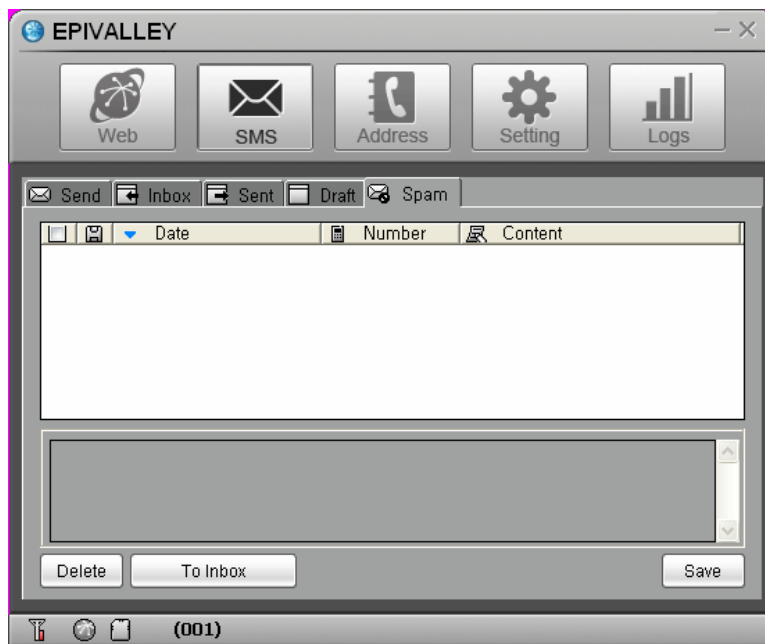 EPIVALLEY
Web SMS Address Setting Logs
Send Inbox Sent Draft Spam
Date Number Content
Delete To Inbox Save
(001)